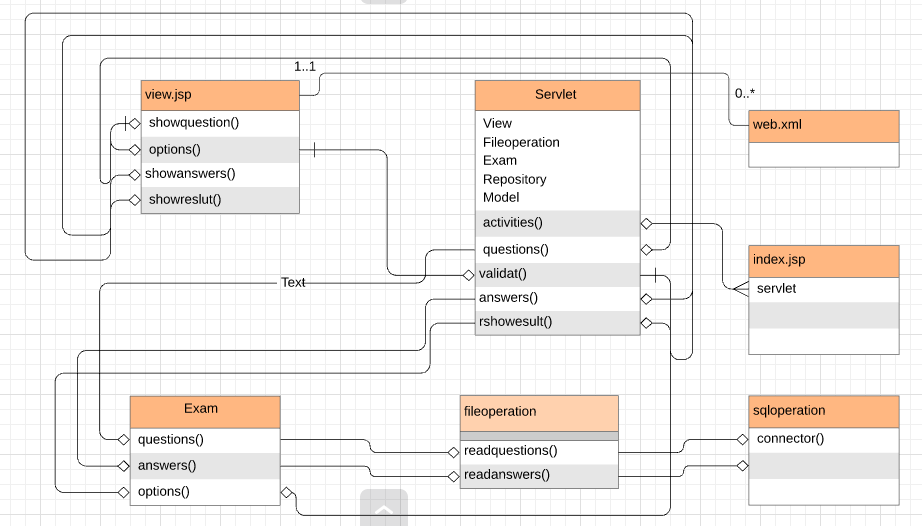 1..1
view.jsp
showquestion()
options()
showanswers()
showreslut()
Servlet
View
Fileoperation
Exam
Repository
Model
activities()
questions()
validat()
answers()
rshowesult()
0..*
web.xml
index.jsp
servlet
Text
Exam
questions()
answers()
options()
fileoperation
readquestions()
readanswers()
sqloperation
connector()